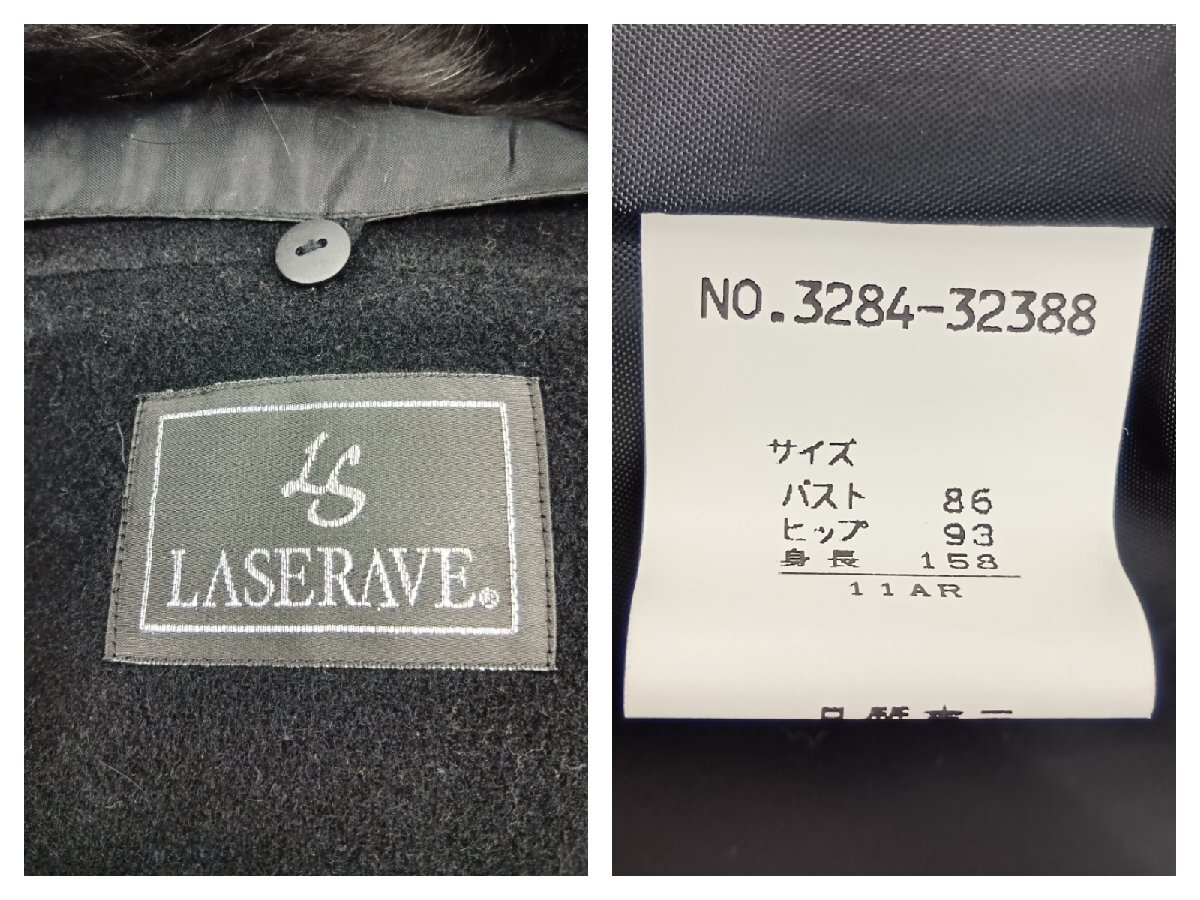 LS
LASERAVE®
NO.3284-32388
サイズ
バスト 86
ヒップ 93
身長 158
11AR